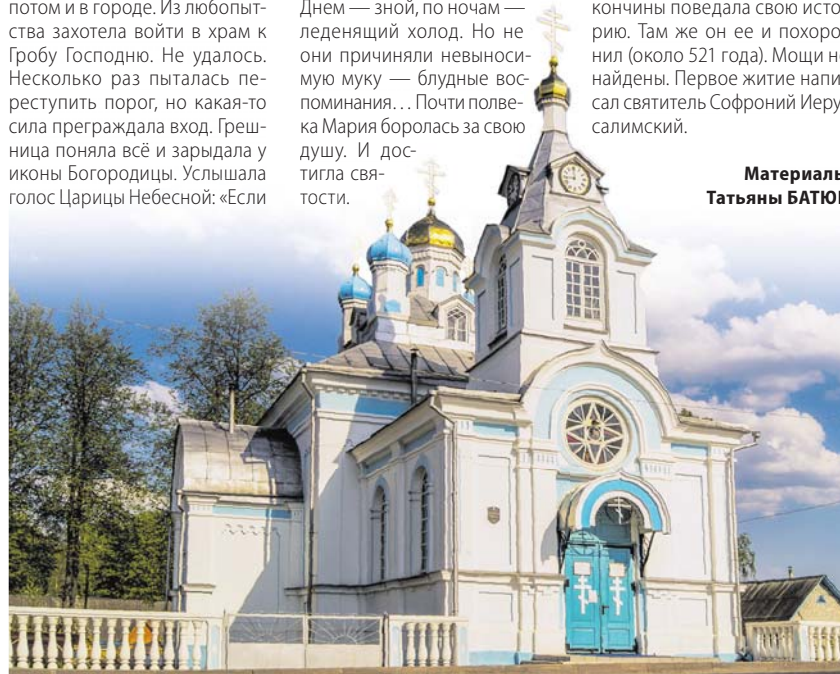 потом и в городе. Из любопыт-
ства захотела войти в храм к
Гробу Господню. Не удалось.
Несколько раз пыталась пе-
реступить порог, но какая-то
сила преграждала вход. Греш-
ница поняла всё и зарыдала у
иконы Богородицы. Услышала
голос Царицы Небесной: «Если
Днем — зной, по ночам —
леденящий холод. Но не
они причиняли невыноси-
мую муку — блудные вос-
поминания… Почти полве-
ка Мария боролась за свою
душу. И дос-
тигла свя-
тости.
кончины поведала свою исто
рию. Там же он ее и похоро
нил (около 521 года). Мощи н
найдены. Первое житие напи
сал святитель Софроний Иеру
салимский.
Материаль
Татьяны БАТЮ